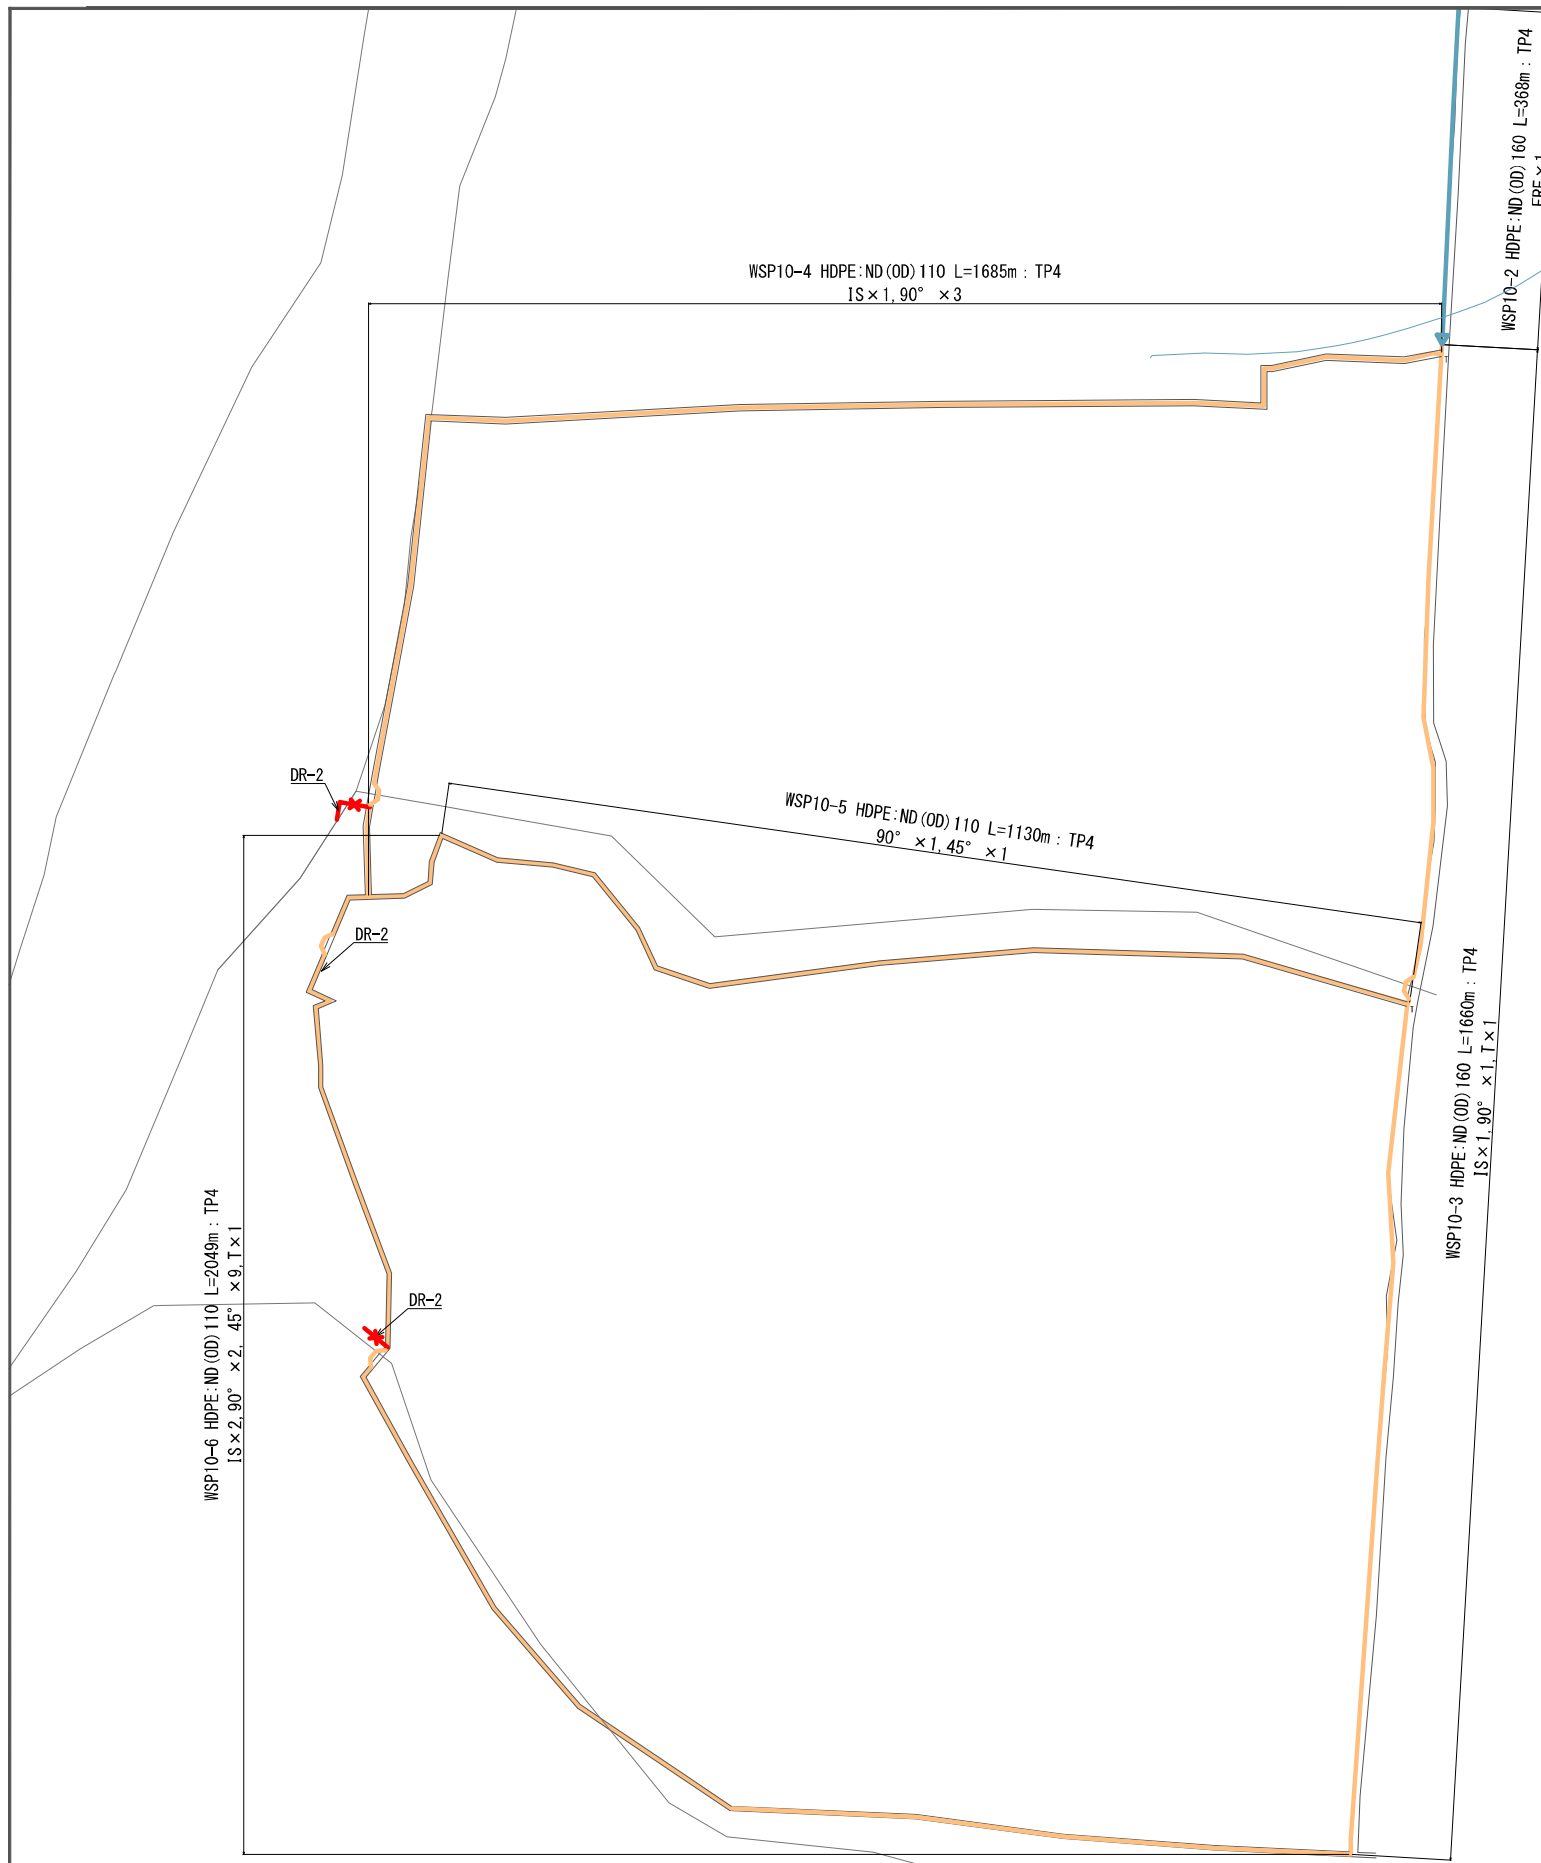 WSP10-2 HDPE:ND(OD)160 L=368m : TP4
WSP10-4 HDPE:ND(OD)110 L=1685m : TP4
IS×1,90° ×3
DR-2
WSP10-5 HDPE:ND(OD)110 L=1130m : TP4
90° ×1,45° ×1
DR-2
WSP10-3 HDPE:ND(OD)160 L=1660m : TP4
IS×1,90° ×1,T×1
WSP10-6 HDPE:ND(OD)110 L=2049m : TP4
IS×2,90° ×2, 45° ×9,T×1
DR-2